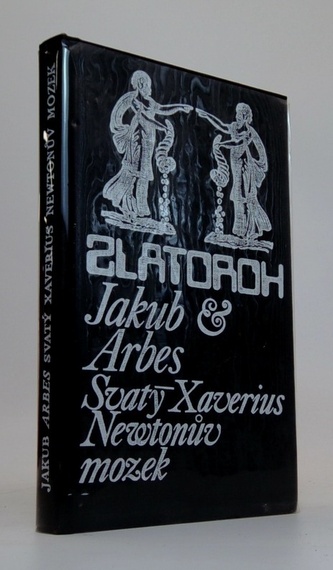 JAKUB ARBES SVATÝ XAVERIUS NEWTONŮV MOZEK
ZLATOROH
Jakub &
Arbes
Svatý Xaverius
Newtonův
mozek